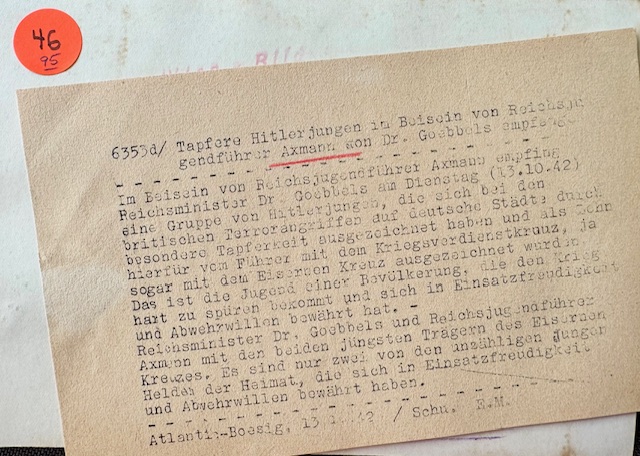 46
95
6355d/ Tapfere Hitlerjungen in Beisein von Reichsju
gendführer Axmann von Dr. Goebbels empfange
Im Beisein von Reichsjugendführer Axmann empfing
Reichsminister Dr. Goebbels am Dienstag (13.10.42)
eine Gruppe von Hitlerjungen, die sich bei den
britischen Terrorangriffen auf deutsche Städte durch
besondere Tapferkeit ausgezeichnet haben und als Lohn
hierfür vom Führer mit dem Kriegsverdienstkruuz, ja
sogar mit dem Eisernen Kreuz ausgezeichnet wurden.
Das ist die Jugend einer Bevölkerung, die den Krieg
hart zu spüren bekommt und sich in Einsatzfreudigkeit
und Abwehrwillen bewährt hat. -
Reichsminister Dr. Goebbels und Reichsjugendführer
Axmann mit den beiden jüngsten Trägern des Eisernen
Kreuzes. Es sind nur zwei von den unzähligen jungen
Helden der Heimat, die sich in Einsatzfreudigkeit
und Abwehrwillen bewährt haben.
Atlantic-Boesig, 13.10.42 / Schu. R.M.